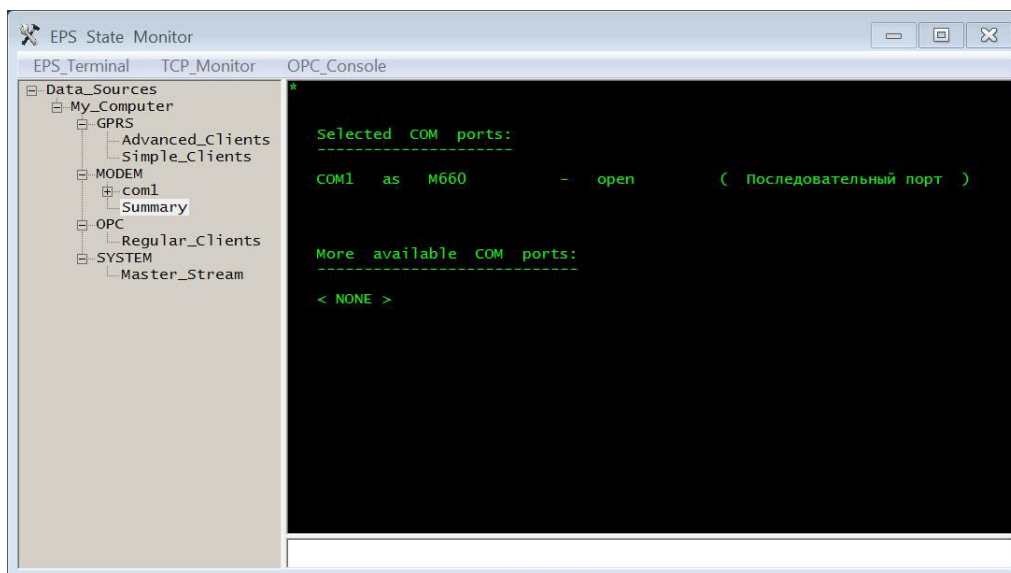 EPS State Monitor
EPS_Terminal TCP_Monitor OPC_Console
Data_Sources
My_Computer
GPRS
Advanced_Clients
Simple_Clients
MODEM
com1
Summary
OPC
Regular_Clients
SYSTEM
Master_Stream
*
Selected COM ports:
---------------------
COM1 as M660 - open ( Последовательный порт )
More available COM ports:
----------------------------
< NONE >